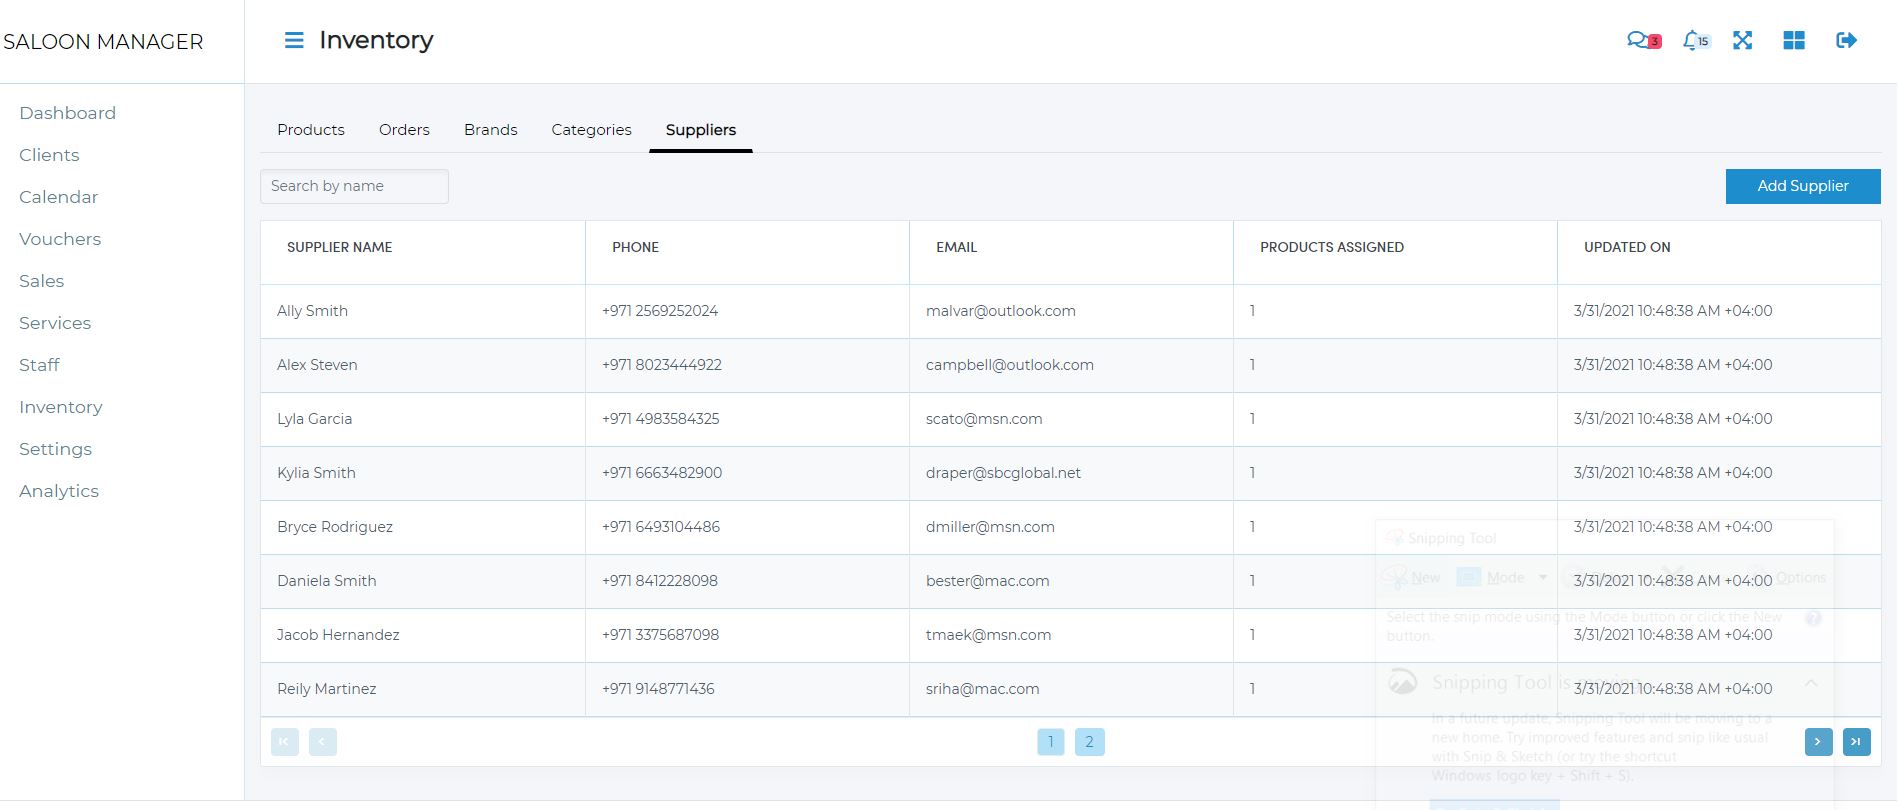 SALOON MANAGER
Inventory
3
15
Dashboard
Clients
Calendar
Vouchers
Sales
Services
Staff
Inventory
Settings
Analytics
Products Orders Brands Categories Suppliers
Search by name
Add Supplier
SUPPLIER NAME PHONE EMAIL PRODUCTS ASSIGNED UPDATED ON
Ally Smith +971 2569252024 malvar@outlook.com 1 3/31/2021 10:48:38 AM +04:00
Alex Steven +971 8023444922 campbell@outlook.com 1 3/31/2021 10:48:38 AM +04:00
Lyla Garcia +971 4983584325 scato@msn.com 1 3/31/2021 10:48:38 AM +04:00
Kylia Smith +971 6663482900 draper@sbcglobal.net 1 3/31/2021 10:48:38 AM +04:00
Bryce Rodriguez +971 6493104486 dmiller@msn.com 1 3/31/2021 10:48:38 AM +04:00
Daniela Smith +971 8412228098 bester@mac.com 1 3/31/2021 10:48:38 AM +04:00
Jacob Hernandez +971 3375687098 tmaek@msn.com 1 3/31/2021 10:48:38 AM +04:00
Reily Martinez +971 9148771436 sriha@mac.com 1 3/31/2021 10:48:38 AM +04:00
1 2
Snipping Tool
New Mode Options
Select the snip mode using the Mode button or click the New
button.
Snipping Tool is moving...
In a future update, Snipping Tool will be moving to a
new home. Try improved features and snip like usual
with Snip & Sketch (or try the shortcut
Windows logo key + Shift + S).